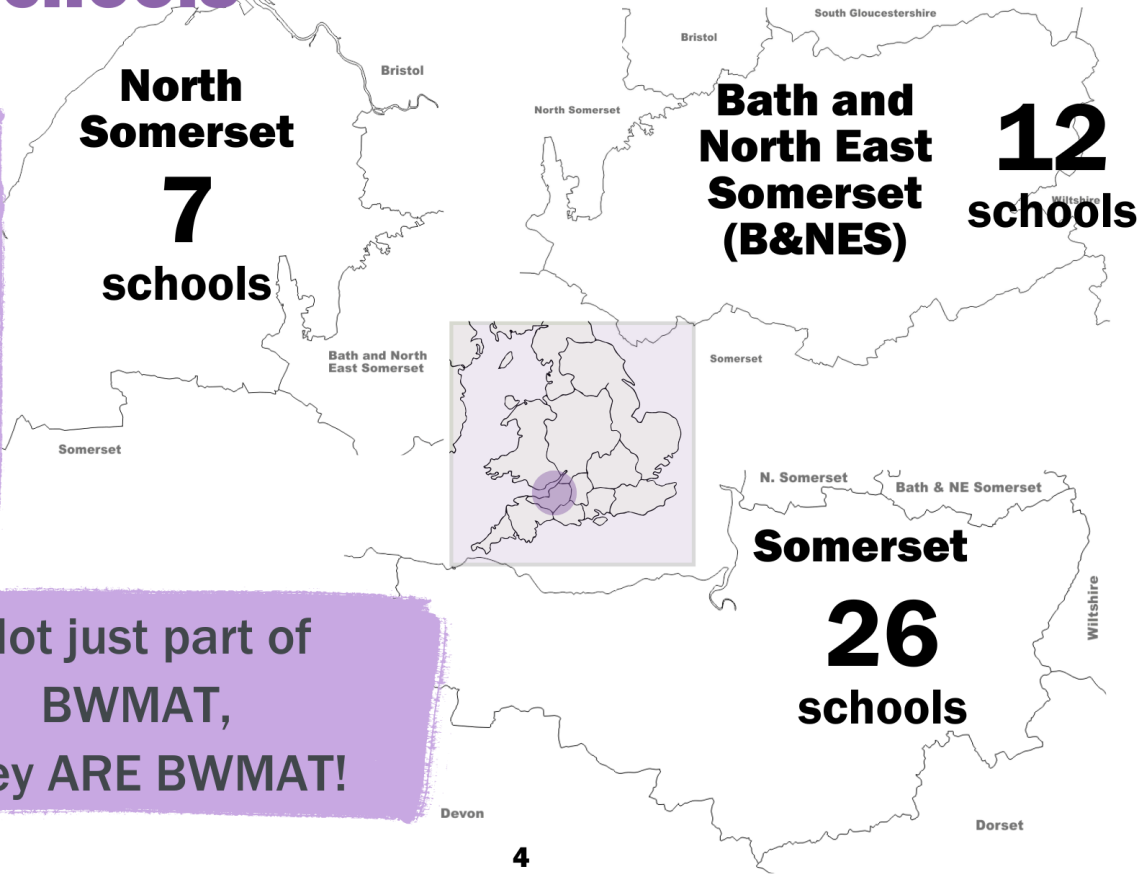 North
Somerset
7
schools
Bristol
Bath and North
East Somerset
Somerset
South Gloucestershire
Bristol
North Somerset
Bath and
North East
Somerset
(B&NES)
12
schools
Wiltshire
Somerset
N. Somerset
Bath & NE Somerset
Somerset
26
schools
Wiltshire
Devon
Dorset
just part of
BWMAT,
ARE BWMAT!
4